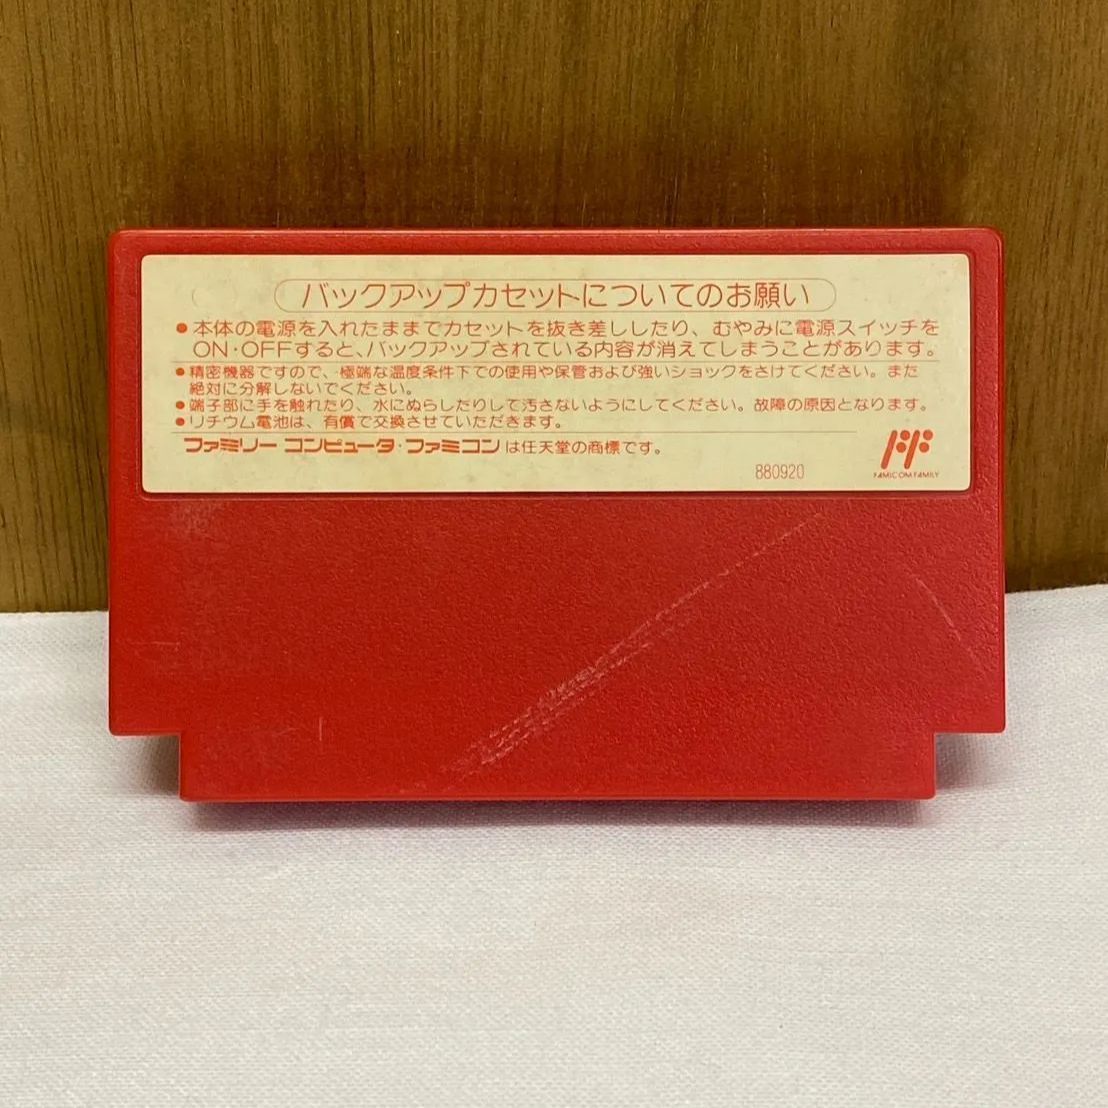 バックアップカセットについてのお願い
●本体の電源を入れたままでカセットを抜き差ししたり、むやみに電源スイッチを
ON・OFFすると、バックアップされている内容が消えてしまうことがあります。
●精密機器ですので、極端な温度条件下での使用や保管および強いショックをさけてください。また
絶対に分解しないでください。
●端子部に手を触れたり、水にぬらしたりして汚さないようにしてください。故障の原因となります。
●リチウム電池は、有償で交換させていただきます。
ファミリーコンピュータ・ファミコンは任天堂の商標です。
880920
FAMICOM FAMILY